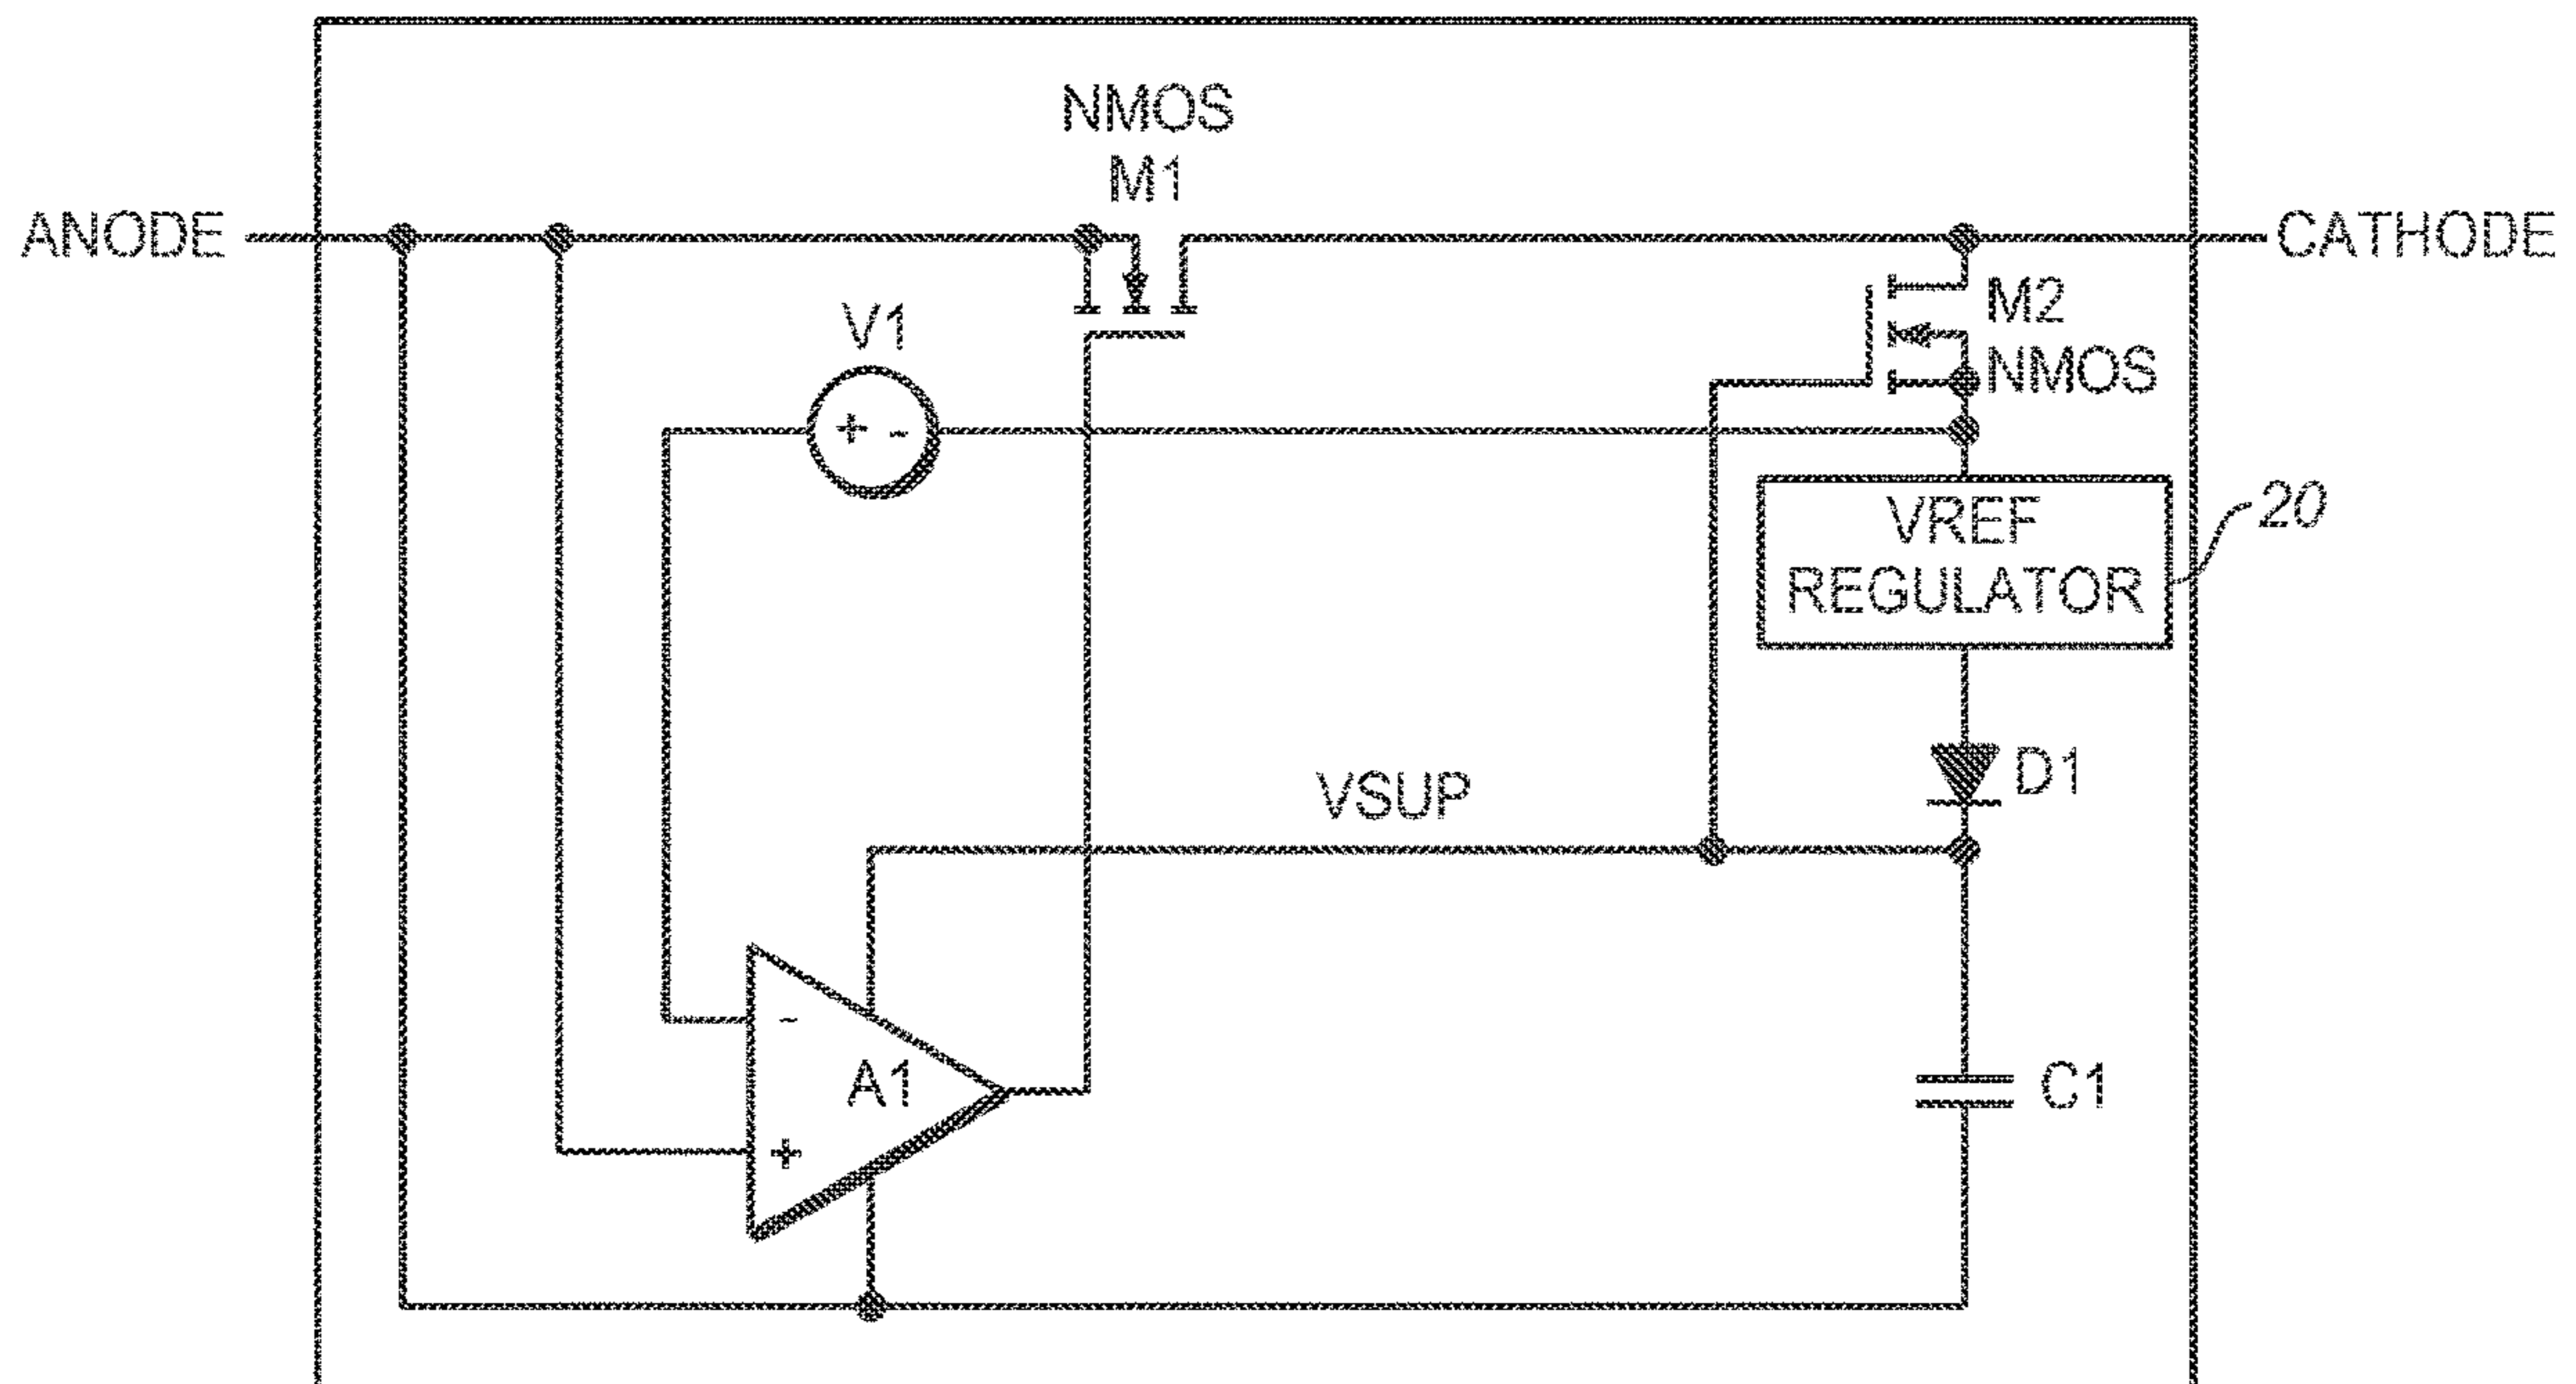 NMOS
M1
ANODE
CATHODE
V1
+ -
M2
NMOS
VREF
REGULATOR
20
D1
VSUP
-
A1
+
C1